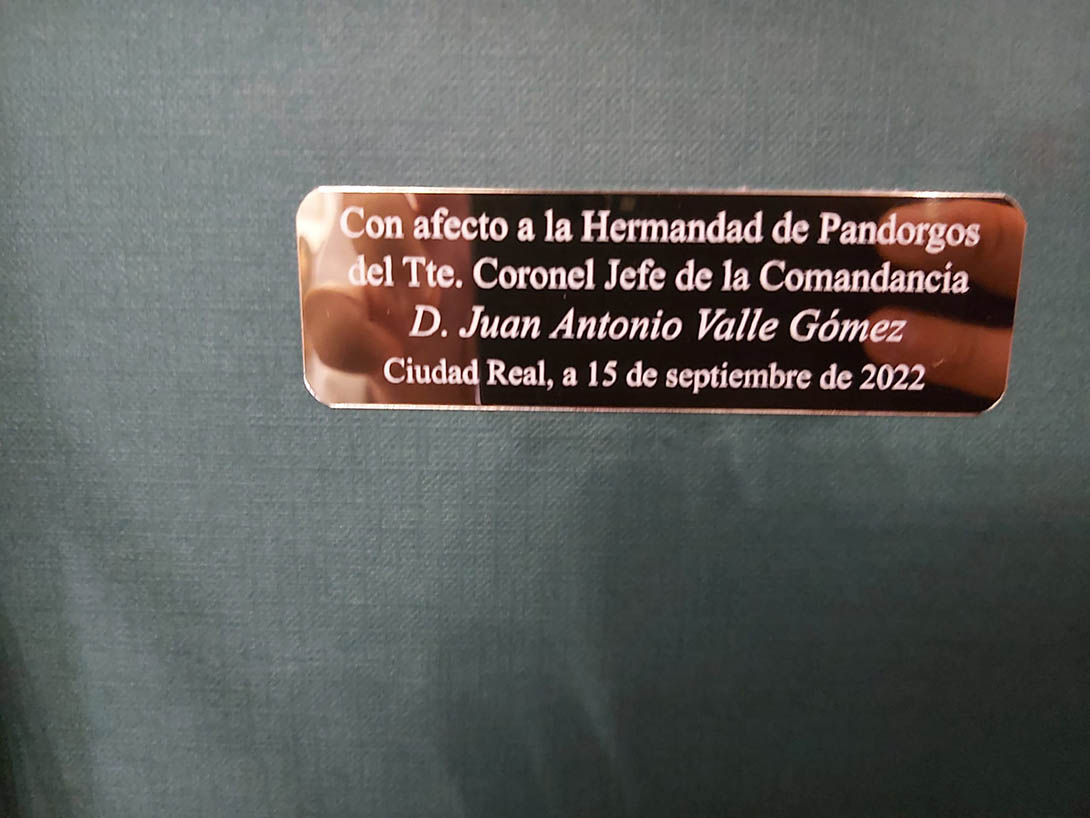 Con afecto a la Hermandad de Pandorgos
del Tte. Coronel Jefe de la Comandancia
D. Juan Antonio Valle Gómez
Ciudad Real, a 15 de septiembre de 2022